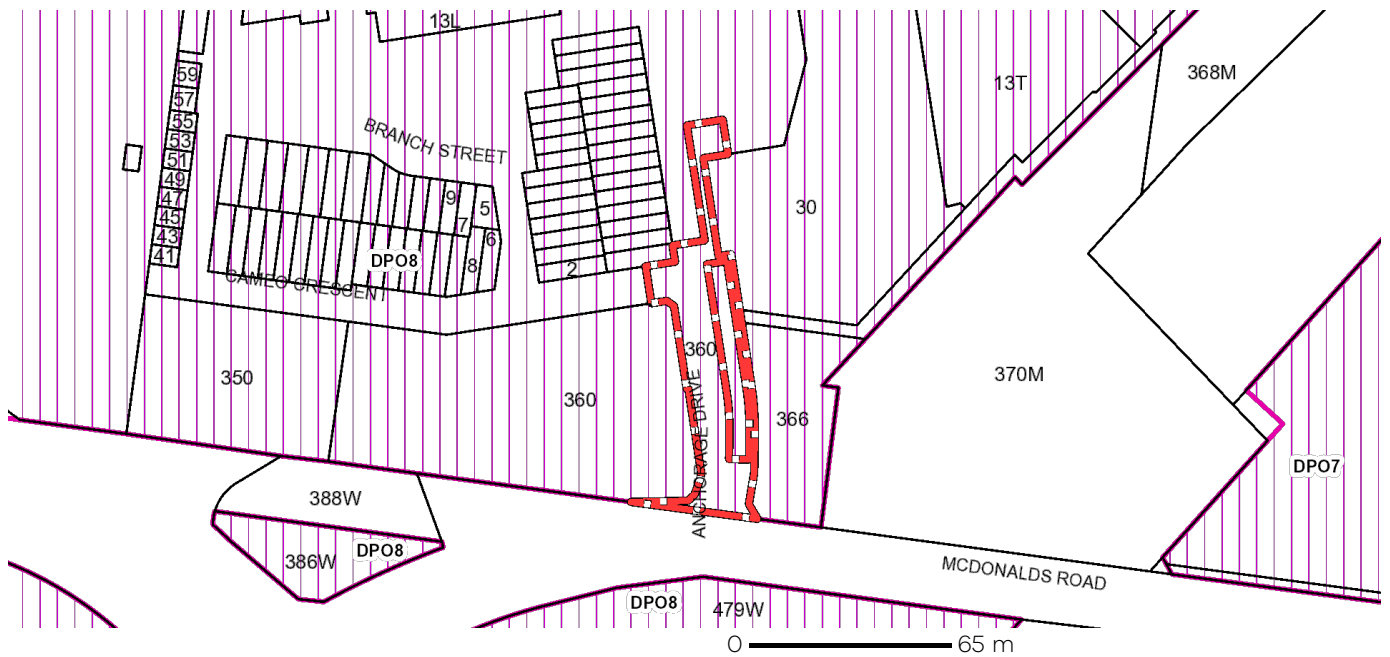 13L
59
57
55
53
51
49
47
45
43
41
BRANCH STREET
9
5
7
6
8
DPO8
CAMEO CRESCENT
2
30
13T
368M
350
360
360
ANCHORAGE DRIVE
366
370M
DPO7
388W
386W
DPO8
MCDONALDS ROAD
DPO8
479W
0 65 m